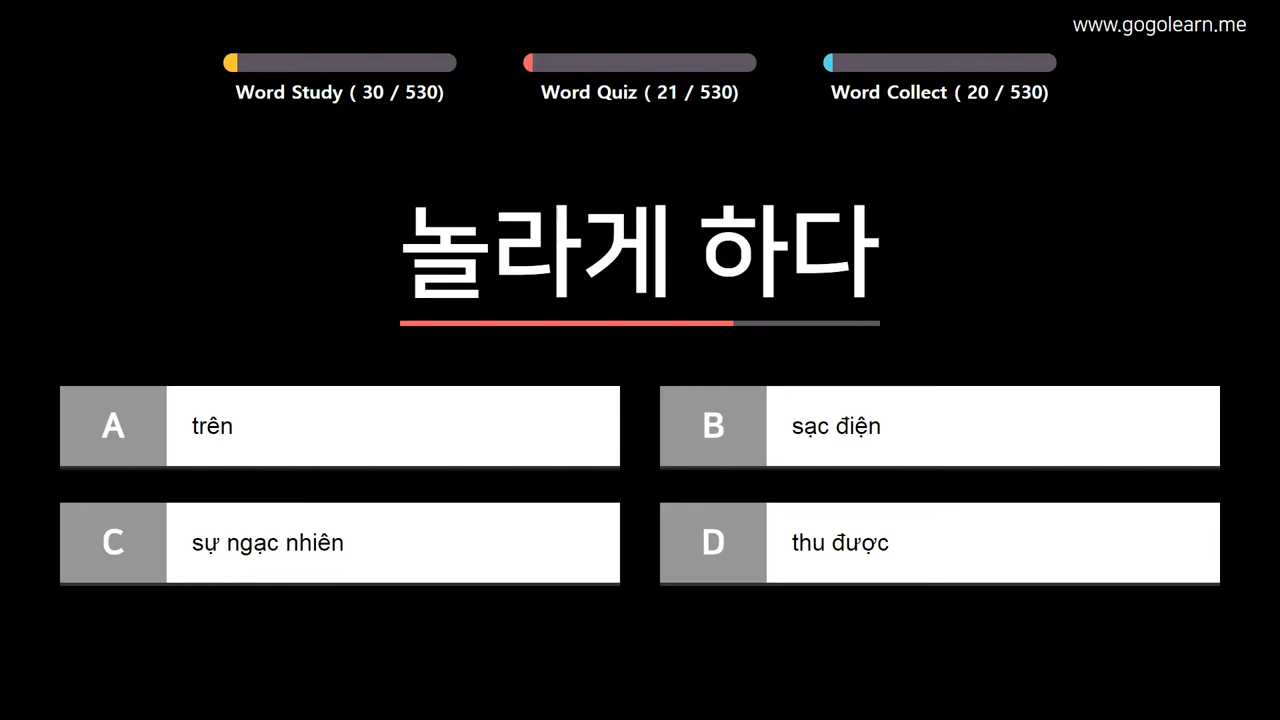 www.gogolearn.me
Word Study ( 30 / 530)
Word Quiz ( 21 / 530)
Word Collect ( 20 / 530)
놀라게 하다
A trên
B sạc điện
C sự ngạc nhiên
D thu được